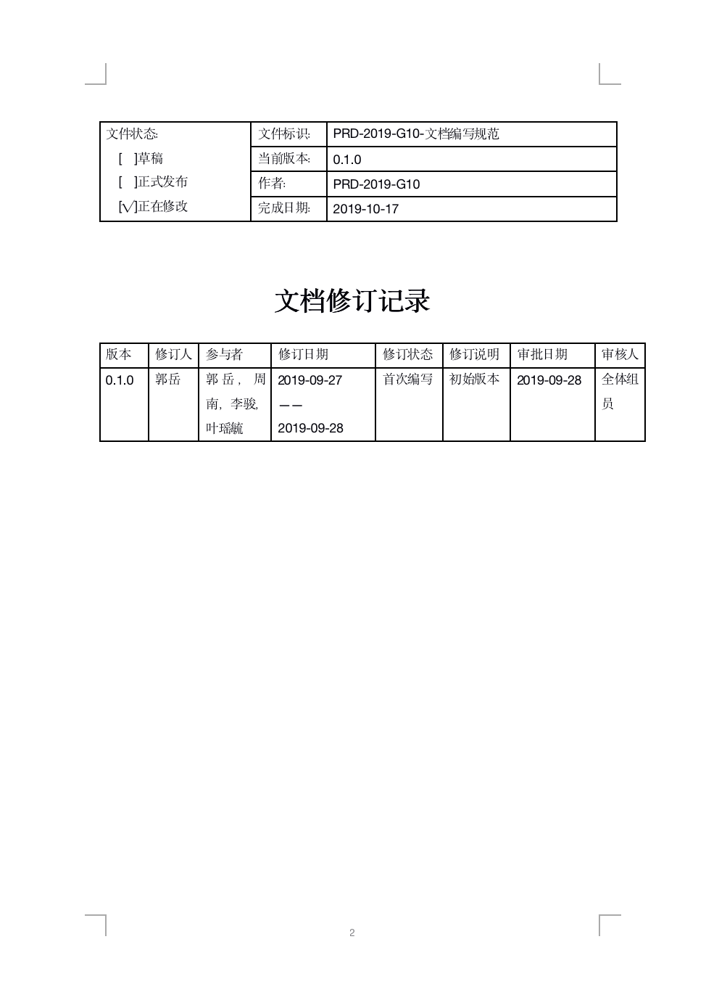 文件状态:
[ ]草稿
[ ]正式发布
[√]正在修改
文件标识: PRD-2019-G10-文档编写规范
当前版本: 0.1.0
作者: PRD-2019-G10
完成日期: 2019-10-17
文档修订记录
版本 修订人 参与者 修订日期 修订状态 修订说明 审批日期 审核人
0.1.0 郭岳 郭岳，周 2019-09-27 首次编写 初始版本 2019-09-28 全体组
南，李骏， —— 员
叶瑶毓 2019-09-28
2